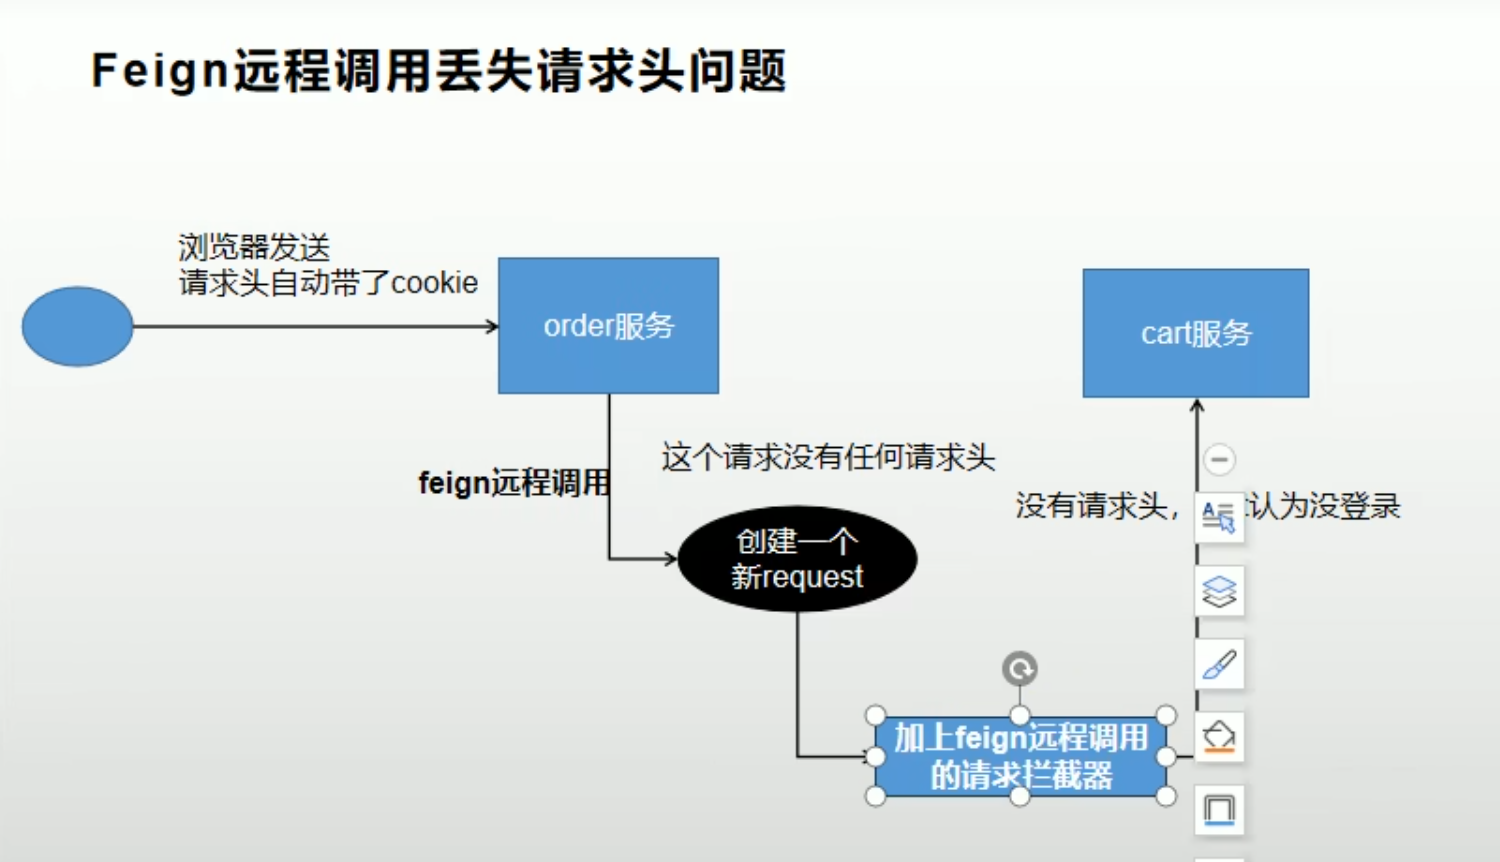 Feign远程调用丢失请求头问题
浏览器发送
请求头自动带了cookie
order服务
cart服务
这个请求没有任何请求头
feign远程调用
没有请求头，
认为没登录
创建一个
新request
加上feign远程调用
的请求拦截器